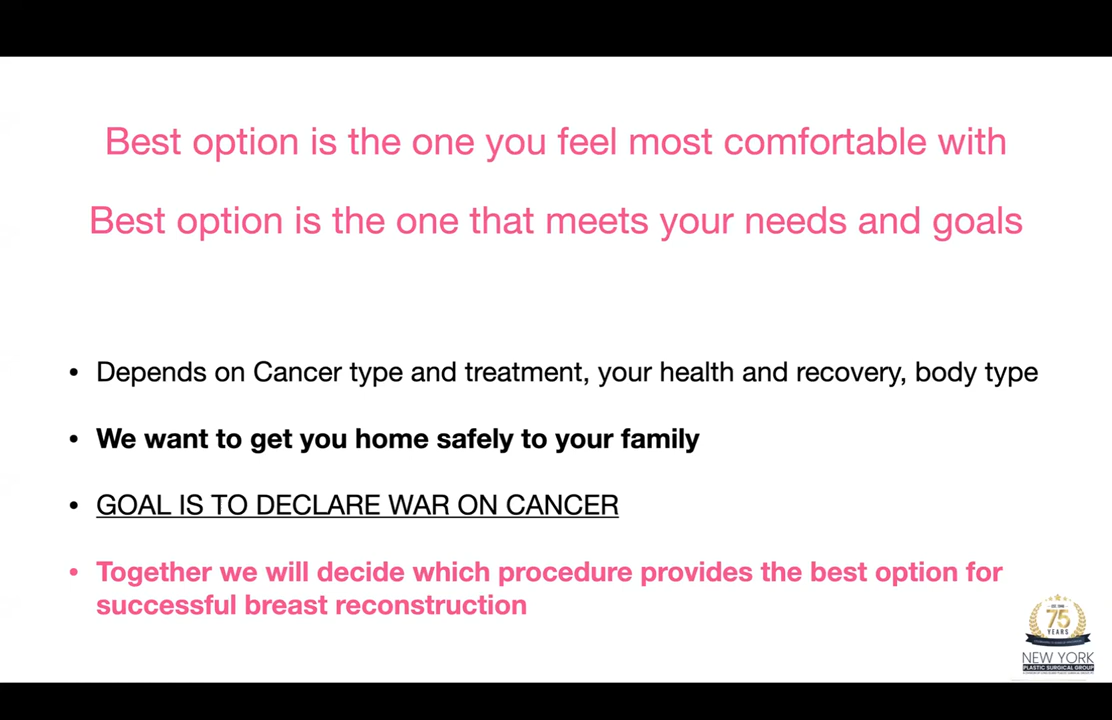 Best option is the one you feel most comfortable with
Best option is the one that meets your needs and goals
• Depends on Cancer type and treatment, your health and recovery, body type
• We want to get you home safely to your family
• GOAL IS TO DECLARE WAR ON CANCER
• Together we will decide which procedure provides the best option for
successful breast reconstruction
75
YEARS
NEW YORK
PLASTIC SURGICAL GROUP